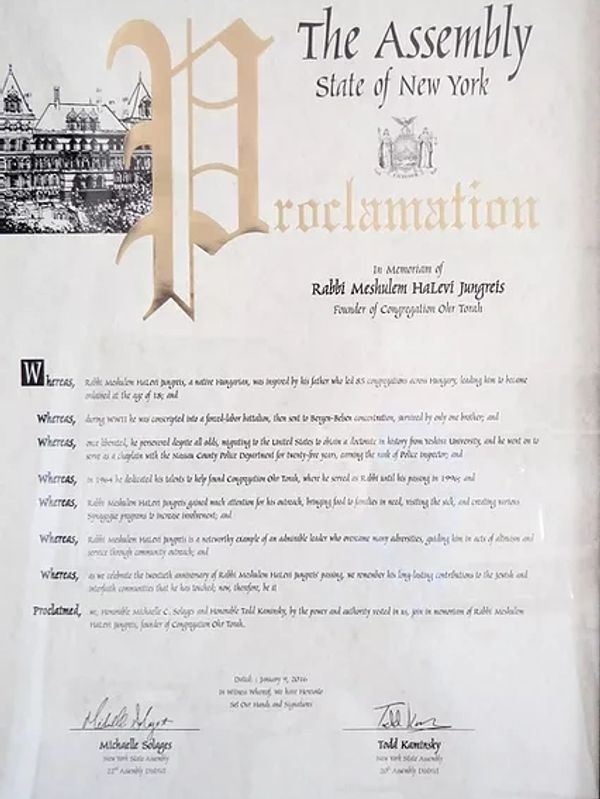 The Assembly
State of New York
Proclamation
In Memoriam of
Rabbi Meshulem HaLevi Jungreis
Founder of Congregation Ohr Torah
Whereas, Rabbi Meshulem HaLevi Jungreis, a native Hungarian, was inspired by his father who led 85 congregations across Hungary, leading him to become
ordained at the age of 18; and
Whereas, during WWII he was conscripted into a forced-labor battalion, then sent to Bergen-Belsen concentration, survived by only one brother; and
Whereas, once liberated, he persevered despite all odds, migrating to the United States to obtain a doctorate in history from Yeshiva University, and he went on to
serve as a chaplain with the Nassau County Police Department for twenty-five years, earning the rank of Police Inspector; and
Whereas, in 1964 he dedicated his talents to help found Congregation Ohr Torah, where he served as Rabbi until his passing in 1996; and
Whereas, Rabbi Meshulem HaLevi Jungreis gained much attention for his outreach, bringing food to families in need, visiting the sick, and creating various
Synagogue programs to increase involvement; and
Whereas, Rabbi Meshulem HaLevi Jungreis is a noteworthy example of an admirable leader who overcame many adversities, guiding him in acts of altruism and
service through community outreach; and
Whereas, as we celebrate the twentieth anniversary of Rabbi Meshulem HaLevi Jungreis' passing, we remember his long-lasting contributions to the Jewish and
interfaith communities that he has touched; now, therefore, be it
Proclaimed, we, Honorable Michaelle C. Solages and Honorable Todd Kaminsky, by the power and authority vested in us, join in memoriam of Rabbi Meshulem
HaLevi Jungreis, founder of Congregation Ohr Torah.
Dated: January 9, 2016
In Witness Whereof, We have Hereunto
Set Our Hands and Signatures
Michaelle Solages
Todd Kaminsky
New York State Assembly
New York State Assembly
22nd Assembly District
20th Assembly District